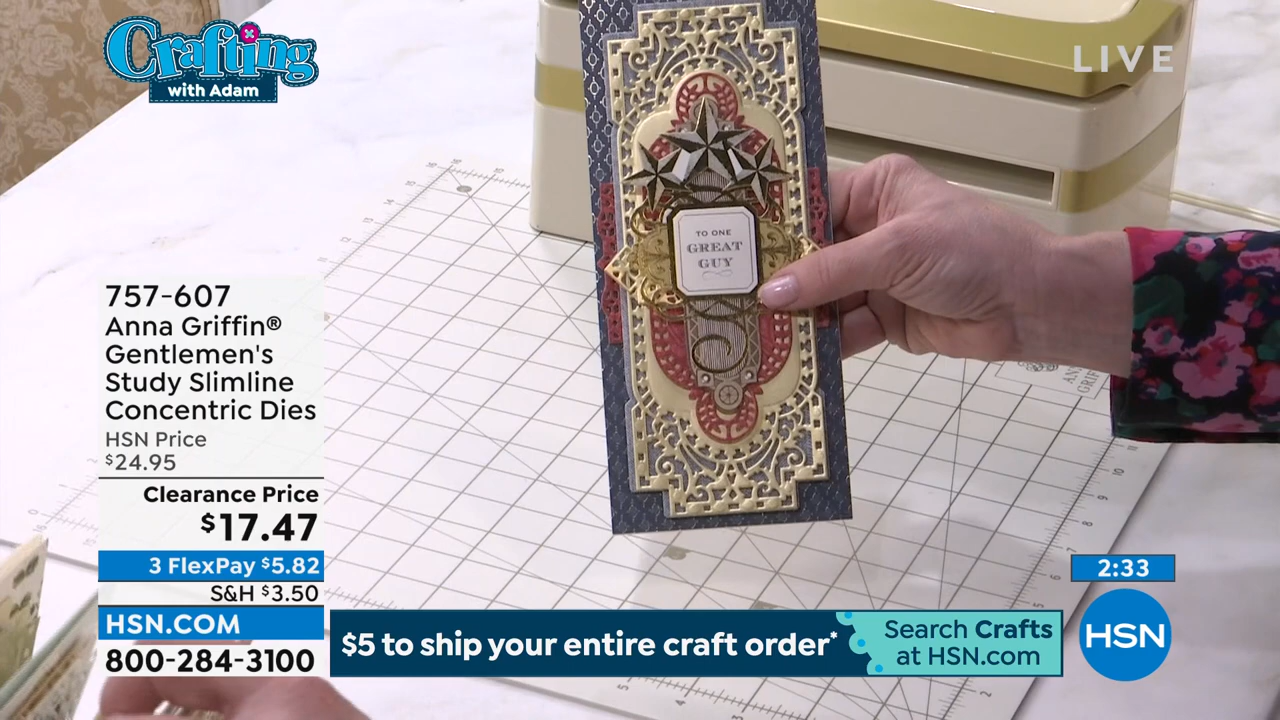 Crafting
with Adam
LIVE
TO ONE
GREAT
GUY
757-607
Anna Griffin®
Gentlemen's
Study Slimline
Concentric Dies
HSN Price
$24.95
Clearance Price
$17.47
3 FlexPay $5.82
S&H $3.50
HSN.COM
800-284-3100
$5 to ship your entire craft order*
Search Crafts
at HSN.com
2:33
HSN